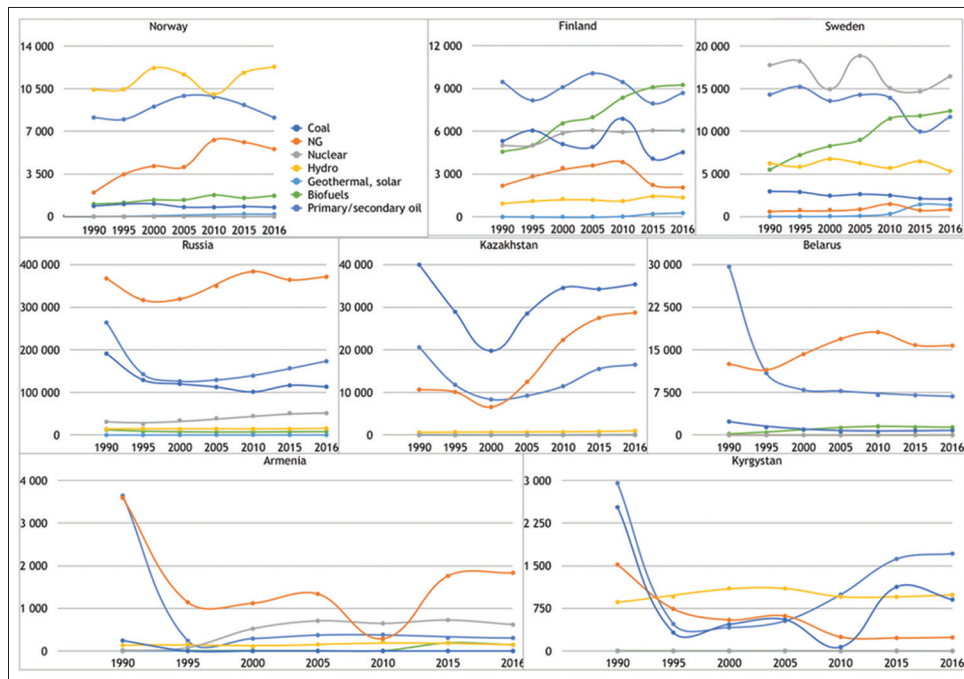 Norway
14 000
10 500
7 000
3 500
0
1990 1995 2000 2005 2010 2015 2016
Coal
NG
Nuclear
Hydro
Geothermal, solar
Biofuels
Primary/secondary oil
Finland
12 000
9 000
6 000
3 000
0
1990 1995 2000 2005 2010 2015 2016
Sweden
20 000
15 000
10 000
5 000
0
1990 1995 2000 2005 2010 2015 2016
Russia
400 000
300 000
200 000
100 000
0
1990 1995 2000 2005 2010 2015 2016
Kazakhstan
40 000
30 000
20 000
10 000
0
1990 1995 2000 2005 2010 2015 2016
Belarus
30 000
22 500
15 000
7 500
0
1990 1995 2000 2005 2010 2015 2016
Armenia
4 000
3 000
2 000
1 000
0
1990 1995 2000 2005 2010 2015 2016
Kyrgystan
3 000
2 250
1 500
750
0
1990 1995 2000 2005 2010 2015 2016